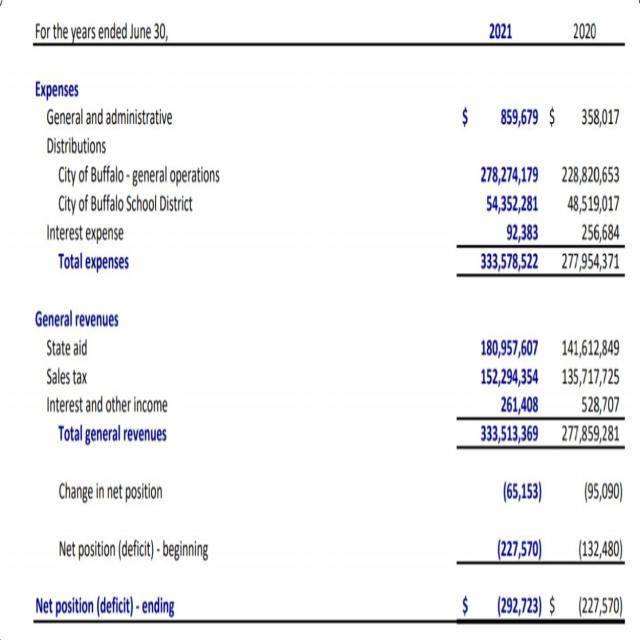 For the years ended June 30, 2021 2020
Expenses
General and administrative $ 859,679 $ 358,017
Distributions
City of Buffalo - general operations 278,274,179 228,820,653
City of Buffalo School District 54,352,281 48,519,017
Interest expense 92,383 256,684
Total expenses 333,578,522 277,954,371
General revenues
State aid 180,957,607 141,612,849
Sales tax 152,294,354 135,717,725
Interest and other income 261,408 528,707
Total general revenues 333,513,369 277,859,281
Change in net position (65,153) (95,090)
Net position (deficit) - beginning (227,570) (132,480)
Net position (deficit) - ending $ (292,723) $ (227,570)